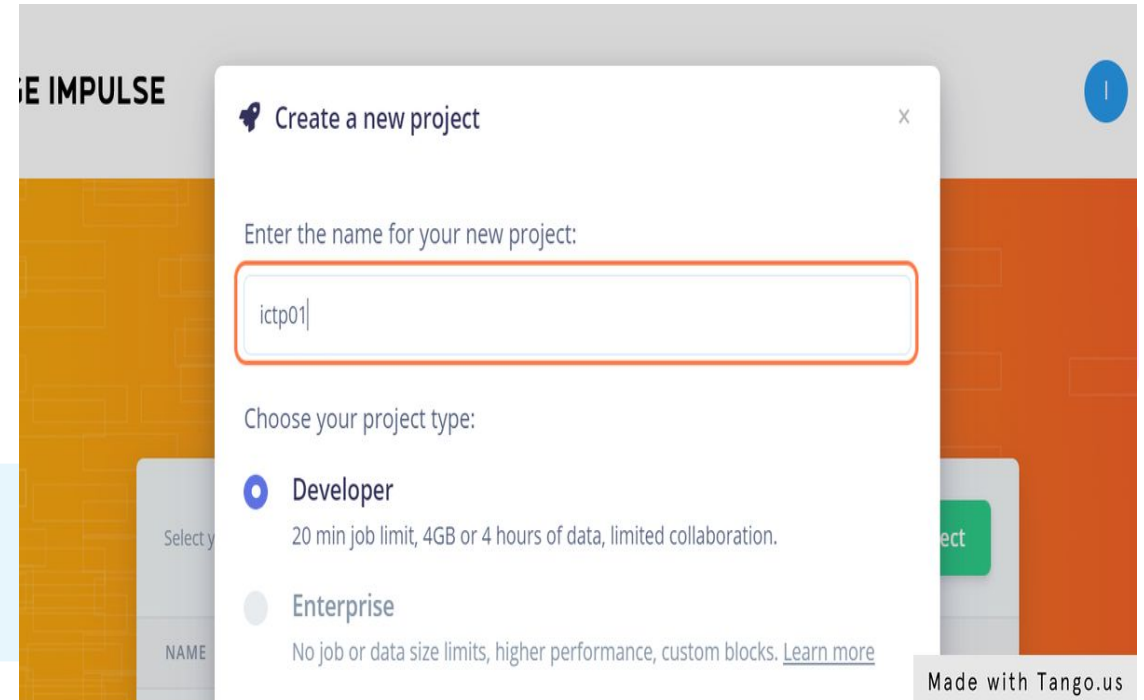 GE IMPULSE
I
Create a new project
×
Enter the name for your new project:
ictp01
Choose your project type:
Developer
20 min job limit, 4GB or 4 hours of data, limited collaboration.
Select y
ect
Enterprise
No job or data size limits, higher performance, custom blocks. Learn more
NAME
Made with Tango.us